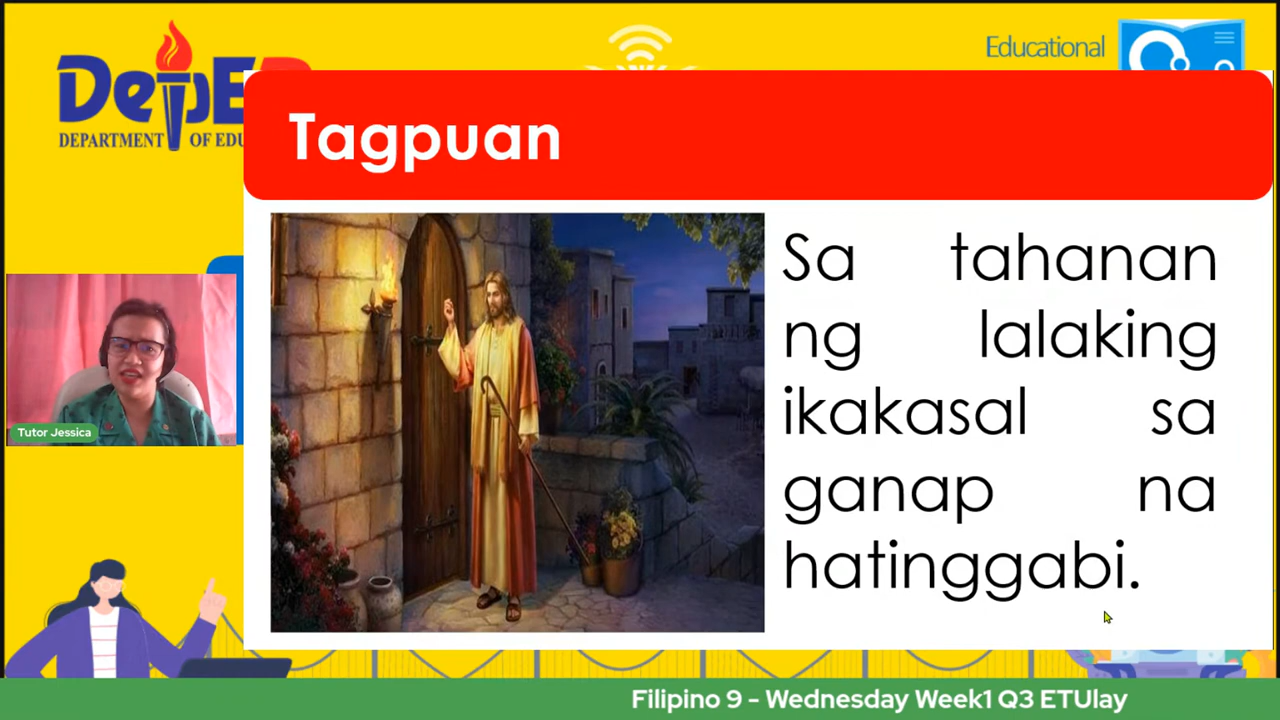 Educational
DepED
DEPARTMENT OF EDU
Tagpuan
Sa tahanan
ng lalaking
ikakasal sa
ganap na
hatinggabi.
Tutor Jessica
Filipino 9 - Wednesday Week1 Q3 ETUlay